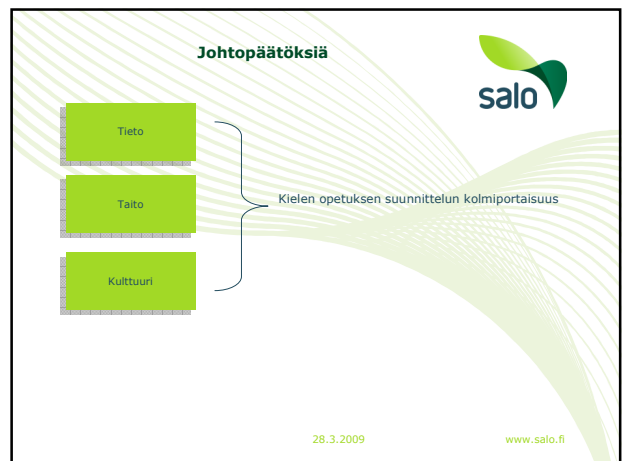 Johtopäätöksiä
salo
Tieto
Taito
Kielen opetuksen suunnittelun kolmiportaisuus
Kulttuuri
28.3.2009
www.salo.fi